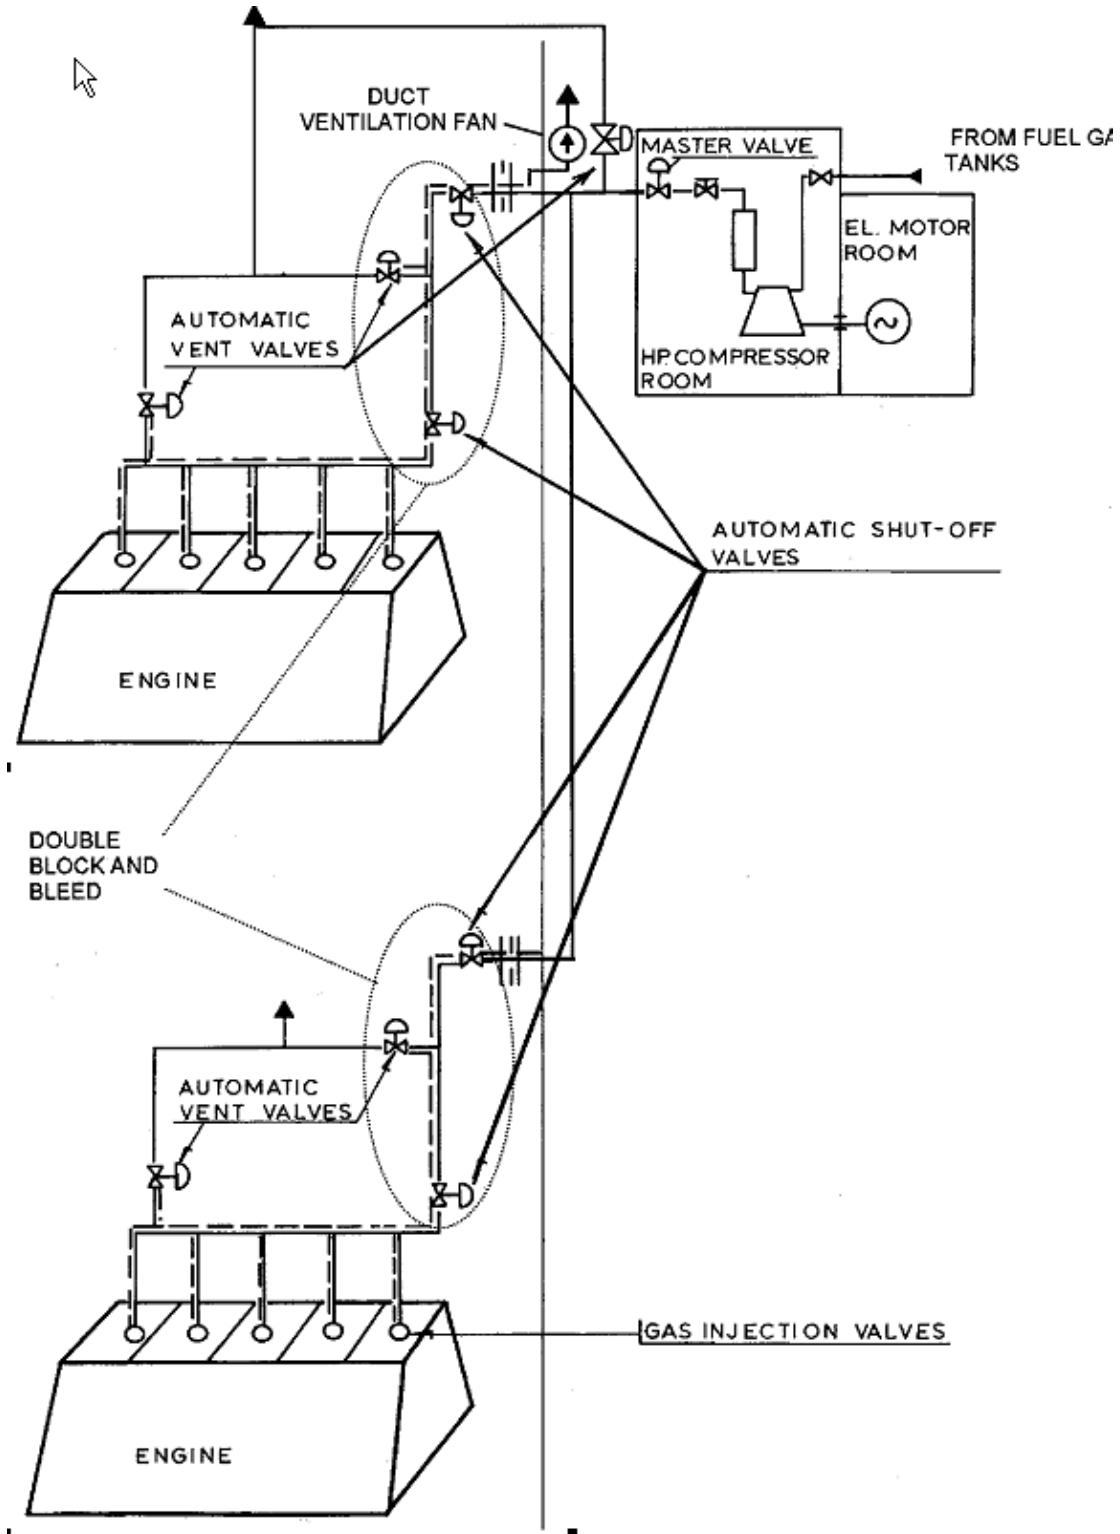 DUCT
VENTILATION FAN
MASTER VALVE
FROM FUEL GA
TANKS
EL. MOTOR
ROOM
AUTOMATIC
VENT VALVES
HP. COMPRESSOR
ROOM
AUTOMATIC SHUT-OFF
VALVES
ENGINE
DOUBLE
BLOCK AND
BLEED
AUTOMATIC
VENT VALVES
GAS INJECTION VALVES
ENGINE